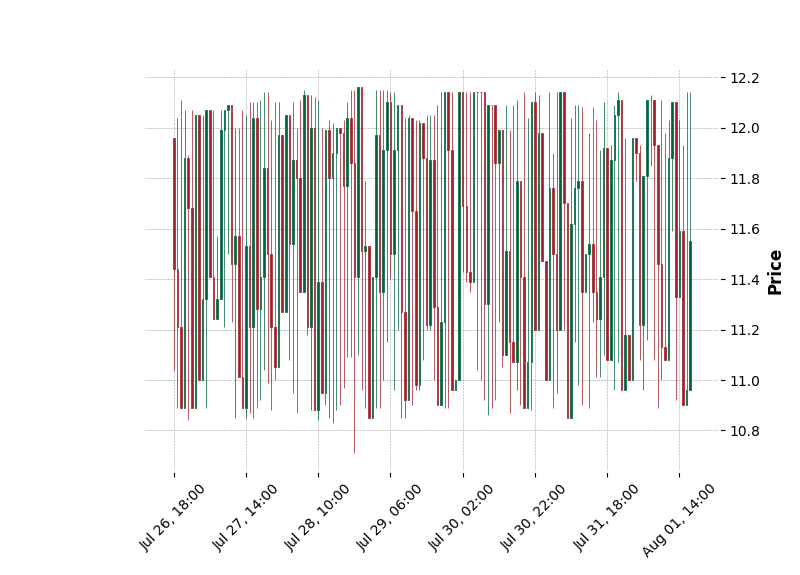 12.2
12.0
11.8
11.6
11.4
11.2
11.0
10.8
Price
Jul 26, 18:00
Jul 27, 14:00
Jul 28, 10:00
Jul 29, 06:00
Jul 30, 02:00
Jul 30, 22:00
Jul 31, 18:00
Aug 01, 14:00